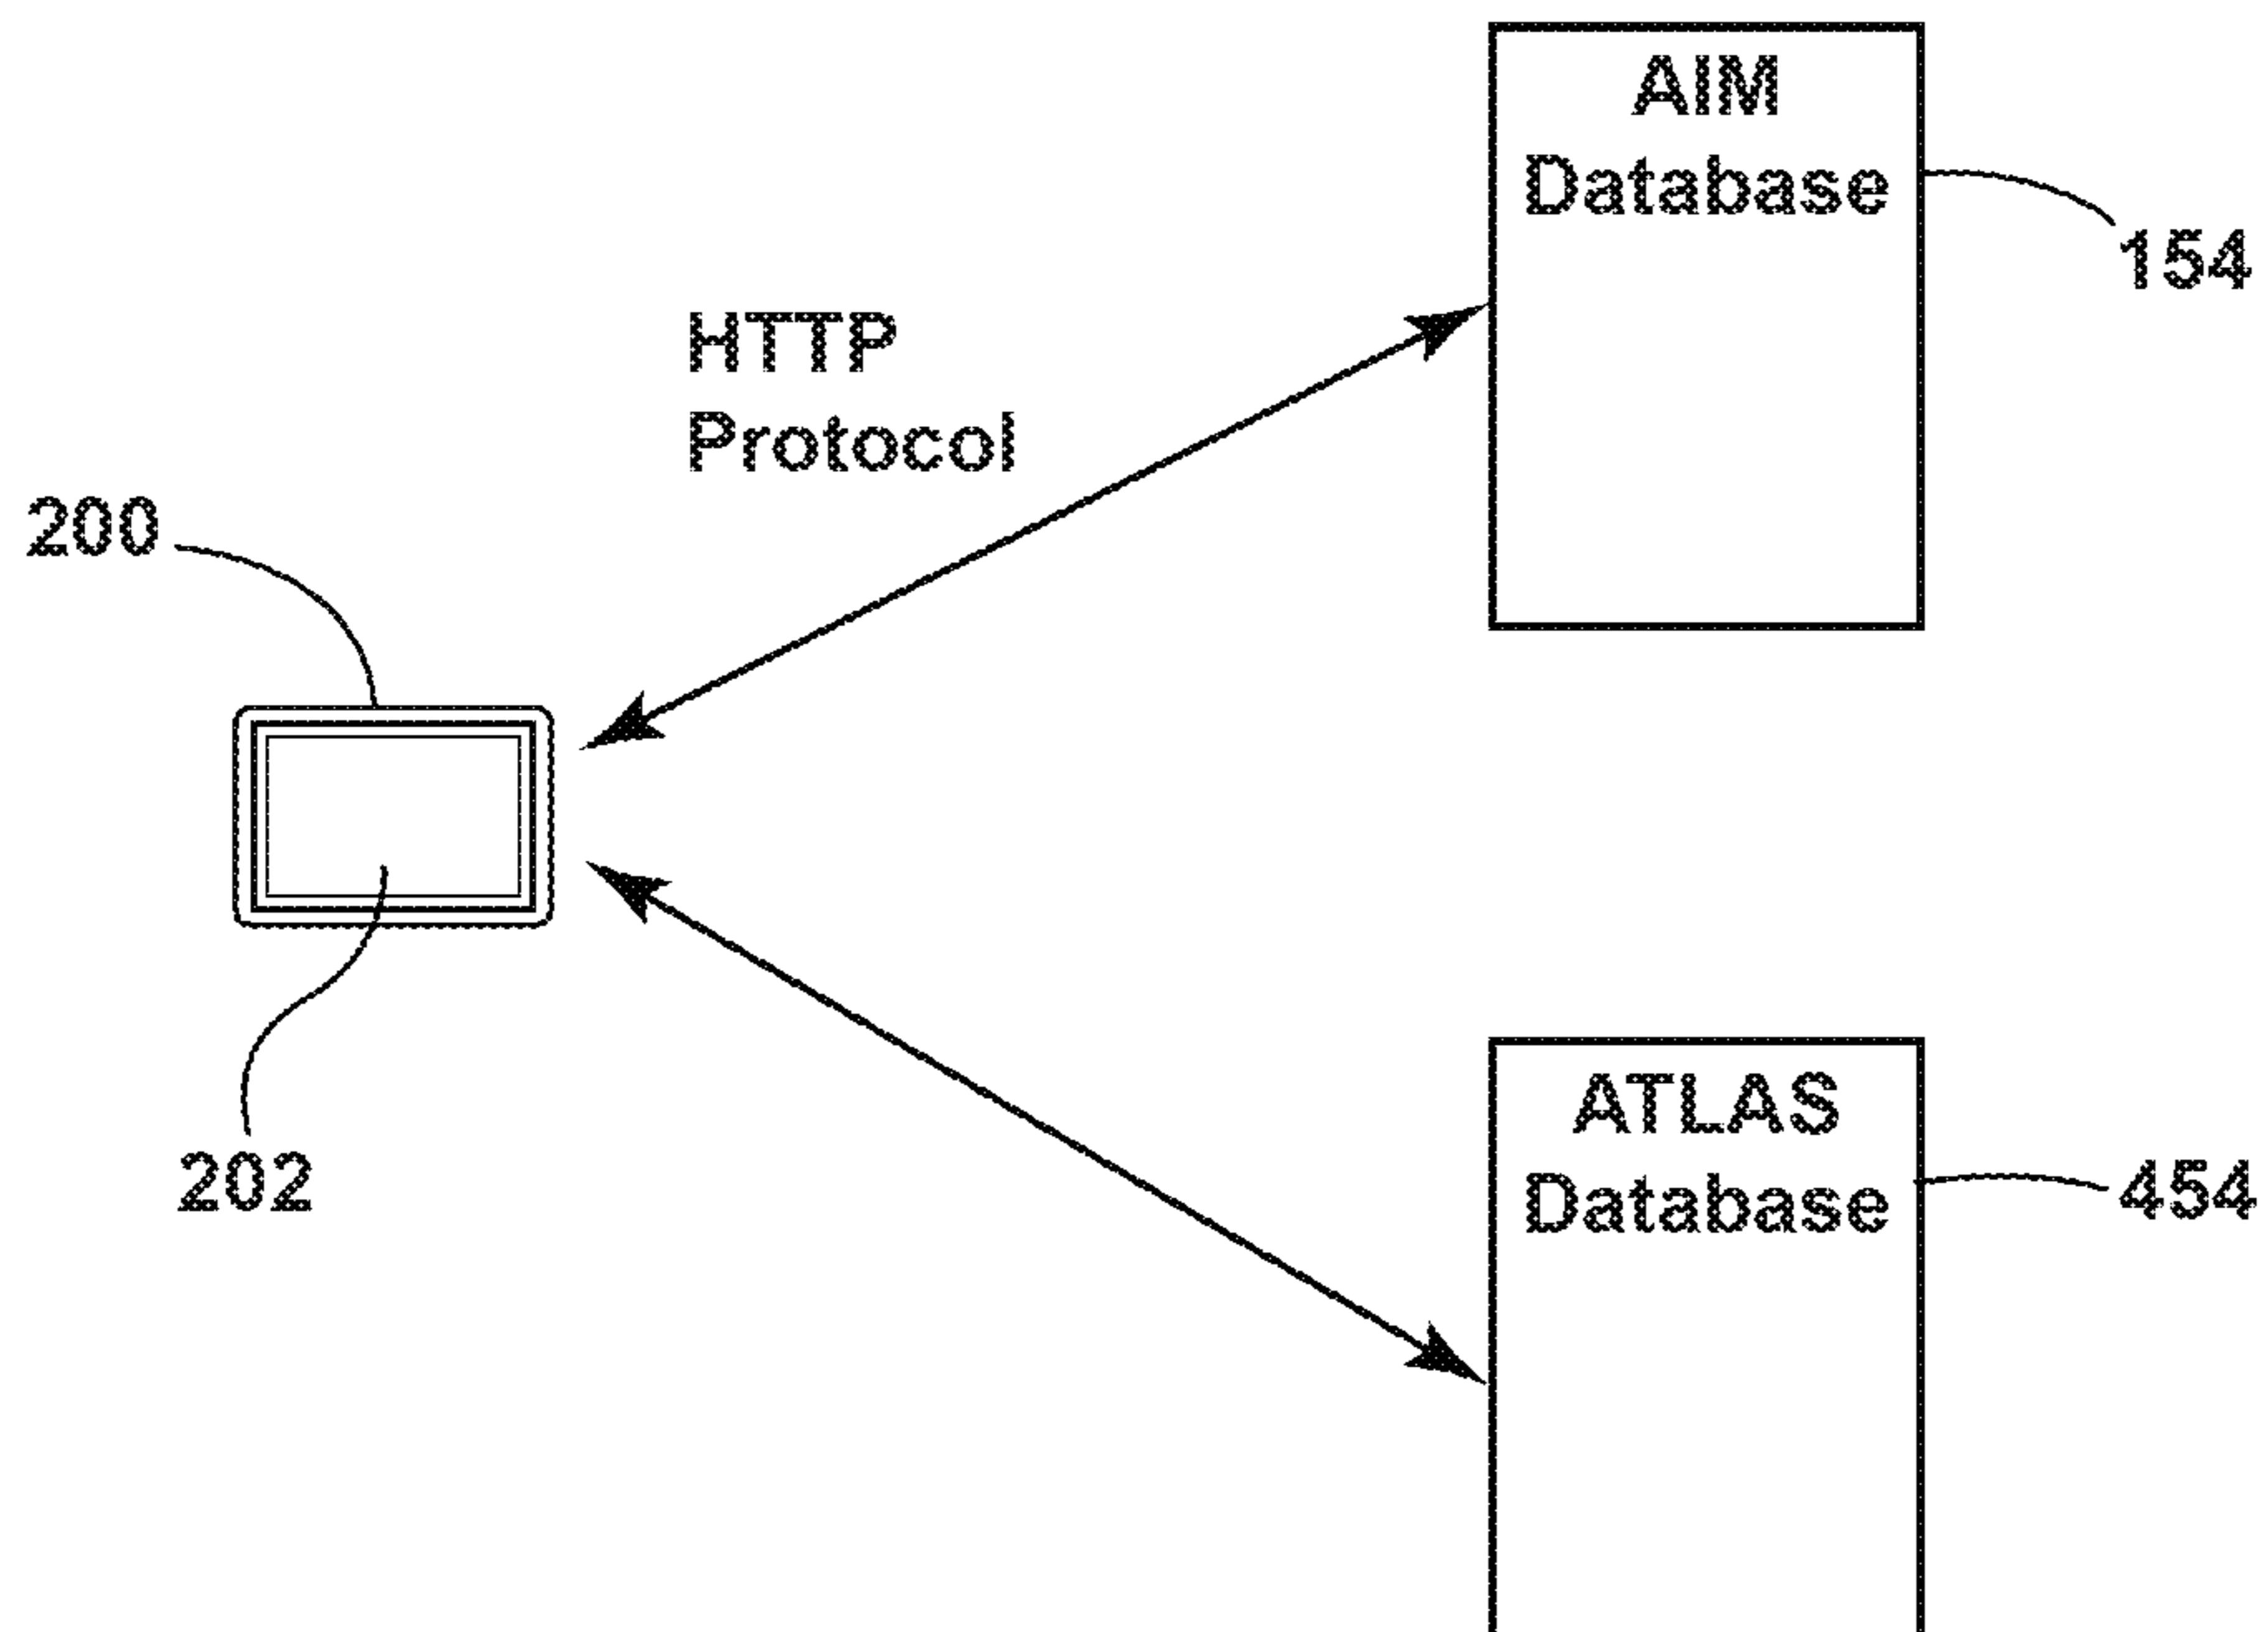 AIM
Database
154
HTTP
Protocol
200
202
ATLAS
Database
454